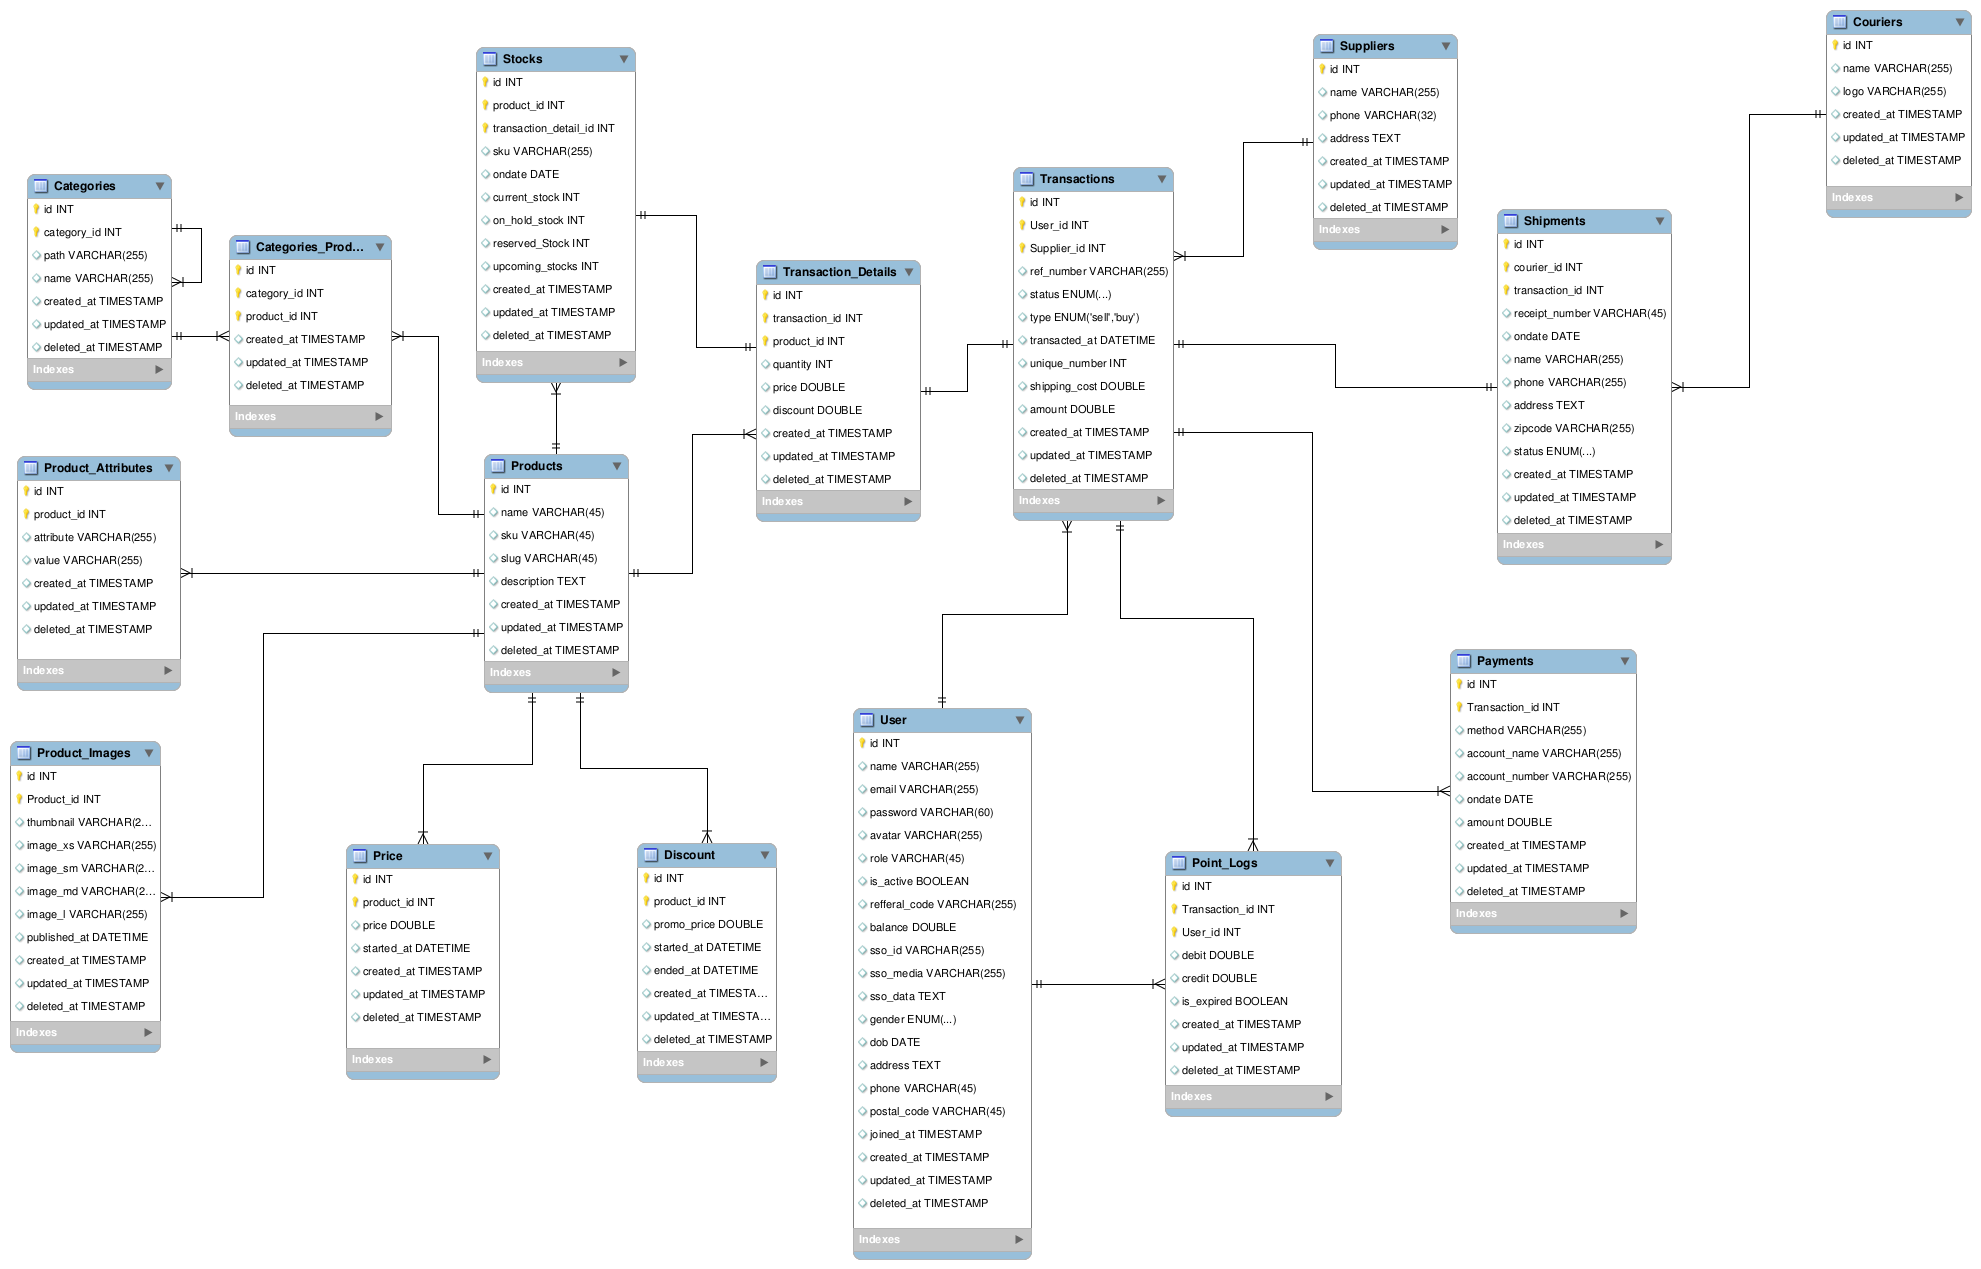 Categories
id INT
category_id INT
path VARCHAR(255)
name VARCHAR(255)
created_at TIMESTAMP
updated_at TIMESTAMP
deleted_at TIMESTAMP
Indexes
Categories_Prod...
id INT
category_id INT
product_id INT
created_at TIMESTAMP
updated_at TIMESTAMP
deleted_at TIMESTAMP
Indexes
Stocks
id INT
product_id INT
transaction_detail_id INT
sku VARCHAR(255)
ondate DATE
current_stock INT
on_hold_stock INT
reserved_Stock INT
upcoming_stocks INT
created_at TIMESTAMP
updated_at TIMESTAMP
deleted_at TIMESTAMP
Indexes
Transaction_Details
id INT
transaction_id INT
product_id INT
quantity INT
price DOUBLE
discount DOUBLE
created_at TIMESTAMP
updated_at TIMESTAMP
deleted_at TIMESTAMP
Indexes
Transactions
id INT
User_id INT
Supplier_id INT
ref_number VARCHAR(255)
status ENUM(...)
type ENUM('sell','buy')
transacted_at DATETIME
unique_number INT
shipping_cost DOUBLE
amount DOUBLE
created_at TIMESTAMP
updated_at TIMESTAMP
deleted_at TIMESTAMP
Indexes
Suppliers
id INT
name VARCHAR(255)
phone VARCHAR(32)
address TEXT
created_at TIMESTAMP
updated_at TIMESTAMP
deleted_at TIMESTAMP
Indexes
Shipments
id INT
courier_id INT
transaction_id INT
receipt_number VARCHAR(45)
ondate DATE
name VARCHAR(255)
phone VARCHAR(255)
address TEXT
zipcode VARCHAR(255)
status ENUM(...)
created_at TIMESTAMP
updated_at TIMESTAMP
deleted_at TIMESTAMP
Indexes
Couriers
id INT
name VARCHAR(255)
logo VARCHAR(255)
created_at TIMESTAMP
updated_at TIMESTAMP
deleted_at TIMESTAMP
Indexes
Product_Attributes
id INT
product_id INT
attribute VARCHAR(255)
value VARCHAR(255)
created_at TIMESTAMP
updated_at TIMESTAMP
deleted_at TIMESTAMP
Indexes
Products
id INT
name VARCHAR(45)
sku VARCHAR(45)
slug VARCHAR(45)
description TEXT
created_at TIMESTAMP
updated_at TIMESTAMP
deleted_at TIMESTAMP
Indexes
Product_Images
id INT
Product_id INT
thumbnail VARCHAR(2...
image_xs VARCHAR(255)
image_sm VARCHAR(2...
image_md VARCHAR(2...
image_l VARCHAR(255)
published_at DATETIME
created_at TIMESTAMP
updated_at TIMESTAMP
deleted_at TIMESTAMP
Indexes
Price
id INT
product_id INT
price DOUBLE
started_at DATETIME
created_at TIMESTAMP
updated_at TIMESTAMP
deleted_at TIMESTAMP
Indexes
Discount
id INT
product_id INT
promo_price DOUBLE
started_at DATETIME
ended_at DATETIME
created_at TIMESTA...
updated_at TIMESTA...
deleted_at TIMESTAMP
Indexes
User
id INT
name VARCHAR(255)
email VARCHAR(255)
password VARCHAR(60)
avatar VARCHAR(255)
role VARCHAR(45)
is_active BOOLEAN
refferal_code VARCHAR(255)
balance DOUBLE
sso_id VARCHAR(255)
sso_media VARCHAR(255)
sso_data TEXT
gender ENUM(...)
dob DATE
address TEXT
phone VARCHAR(45)
postal_code VARCHAR(45)
joined_at TIMESTAMP
created_at TIMESTAMP
updated_at TIMESTAMP
deleted_at TIMESTAMP
Indexes
Point_Logs
id INT
Transaction_id INT
User_id INT
debit DOUBLE
credit DOUBLE
is_expired BOOLEAN
created_at TIMESTAMP
updated_at TIMESTAMP
deleted_at TIMESTAMP
Indexes
Payments
id INT
Transaction_id INT
method VARCHAR(255)
account_name VARCHAR(255)
account_number VARCHAR(255)
ondate DATE
amount DOUBLE
created_at TIMESTAMP
updated_at TIMESTAMP
deleted_at TIMESTAMP
Indexes